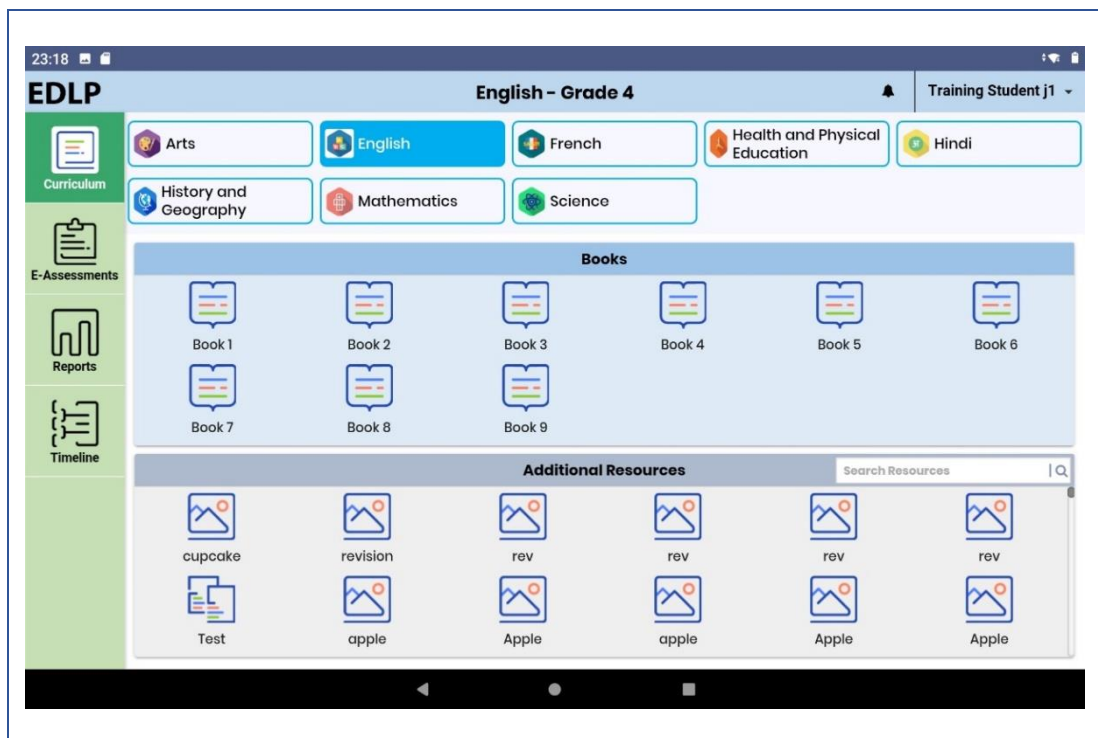 23:18
EDLP English - Grade 4 Training Student j1
Curriculum
E-Assessments
Reports
Timeline
Arts English French Health and Physical Education Hindi
History and Geography Mathematics Science
Books
Book 1 Book 2 Book 3 Book 4 Book 5 Book 6
Book 7 Book 8 Book 9
Additional Resources Search Resources
cupcake revision rev rev rev rev
Test apple Apple apple Apple Apple